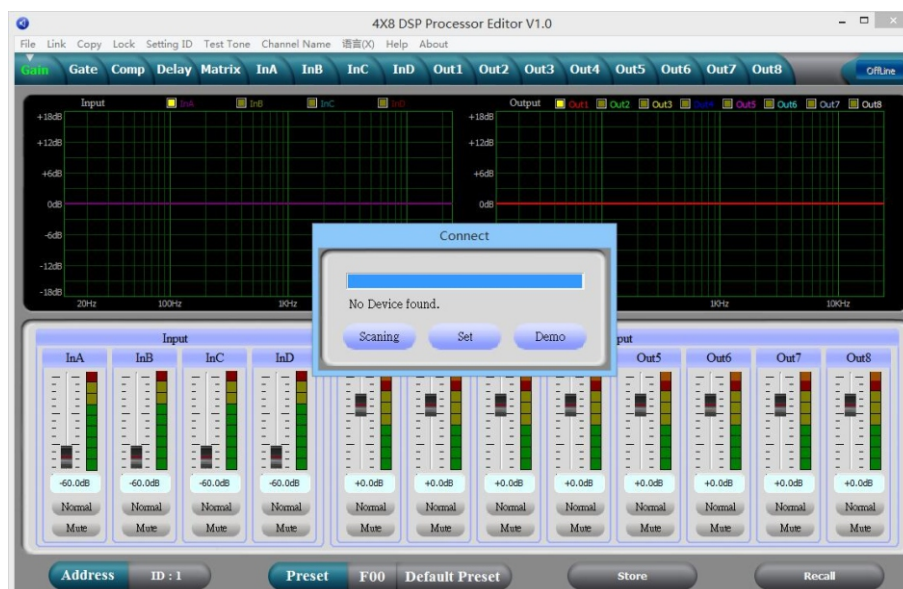 4X8 DSP Processor Editor V1.0
File Link Copy Lock Setting ID Test Tone Channel Name 语言(X) Help About
Gain Gate Comp Delay Matrix InA InB InC InD Out1 Out2 Out3 Out4 Out5 Out6 Out7 Out8 OffLine
Input InA InB InC InD Output Out1 Out2 Out3 Out4 Out5 Out6 Out7 Out8
+18dB +18dB
+12dB +12dB
+6dB +6dB
0dB 0dB
-6dB
-12dB
-18dB
20Hz 100Hz 1KHz 1KHz 10KHz
Connect
No Device found.
Scaning Set Demo
Input put
InA InB InC InD Out5 Out6 Out7 Out8
-60.0dB -60.0dB -60.0dB -60.0dB +0.0dB +0.0dB +0.0dB +0.0dB +0.0dB +0.0dB +0.0dB +0.0dB
Normal Normal Normal Normal Normal Normal Normal Normal Normal Normal Normal Normal
Mute Mute Mute Mute Mute Mute Mute Mute Mute Mute Mute Mute
Address ID : 1 Preset F00 Default Preset Store Recall